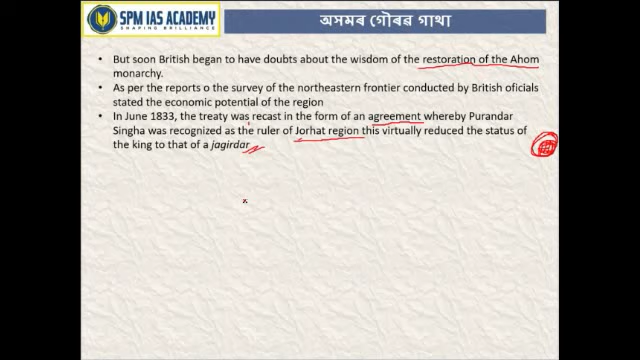 SPM IAS ACADEMY
SHAPING BRILLIANCE
অসমৰ গৌৰৱ গাথা
• But soon British began to have doubts about the wisdom of the restoration of the Ahom
monarchy.
• As per the reports o the survey of the northeastern frontier conducted by British oficials
stated the economic potential of the region
• In June 1833, the treaty was recast in the form of an agreement whereby Purandar
Singha was recognized as the ruler of Jorhat region this virtually reduced the status of
the king to that of a jagirdar